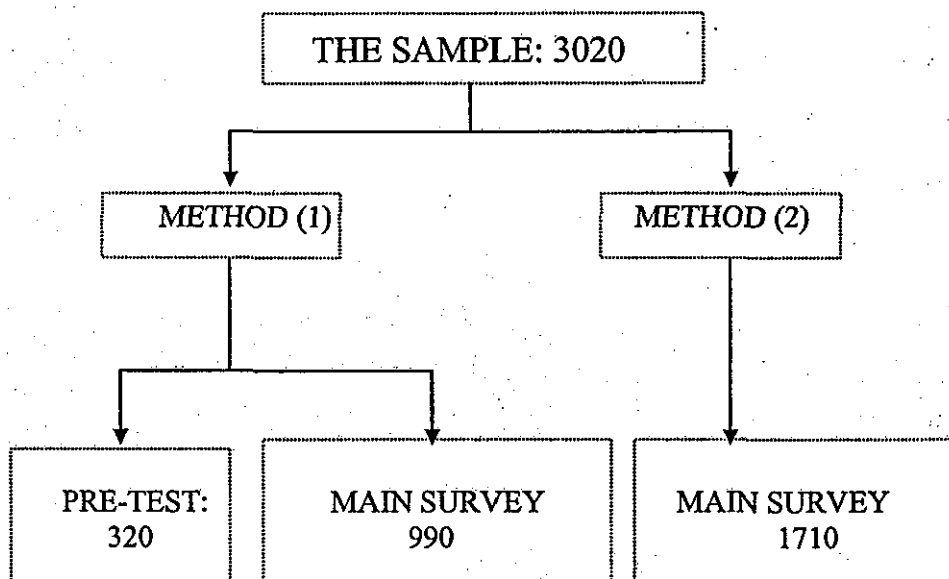 THE SAMPLE: 3020
METHOD (1)
METHOD (2)
PRE-TEST:
320
MAIN SURVEY
990
MAIN SURVEY
1710